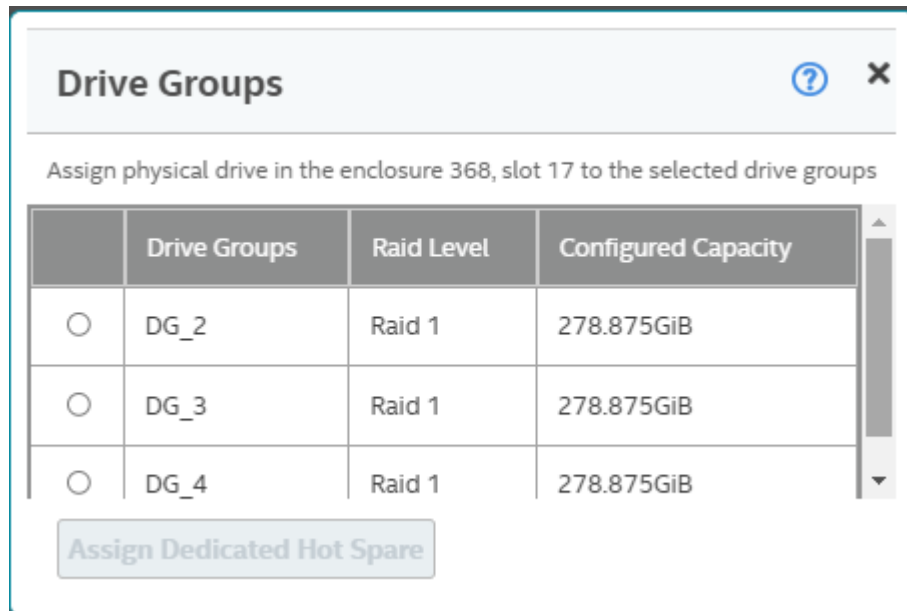 Drive Groups
Assign physical drive in the enclosure 368, slot 17 to the selected drive groups
Drive Groups Raid Level Configured Capacity
DG_2 Raid 1 278.875GiB
DG_3 Raid 1 278.875GiB
DG_4 Raid 1 278.875GiB
Assign Dedicated Hot Spare